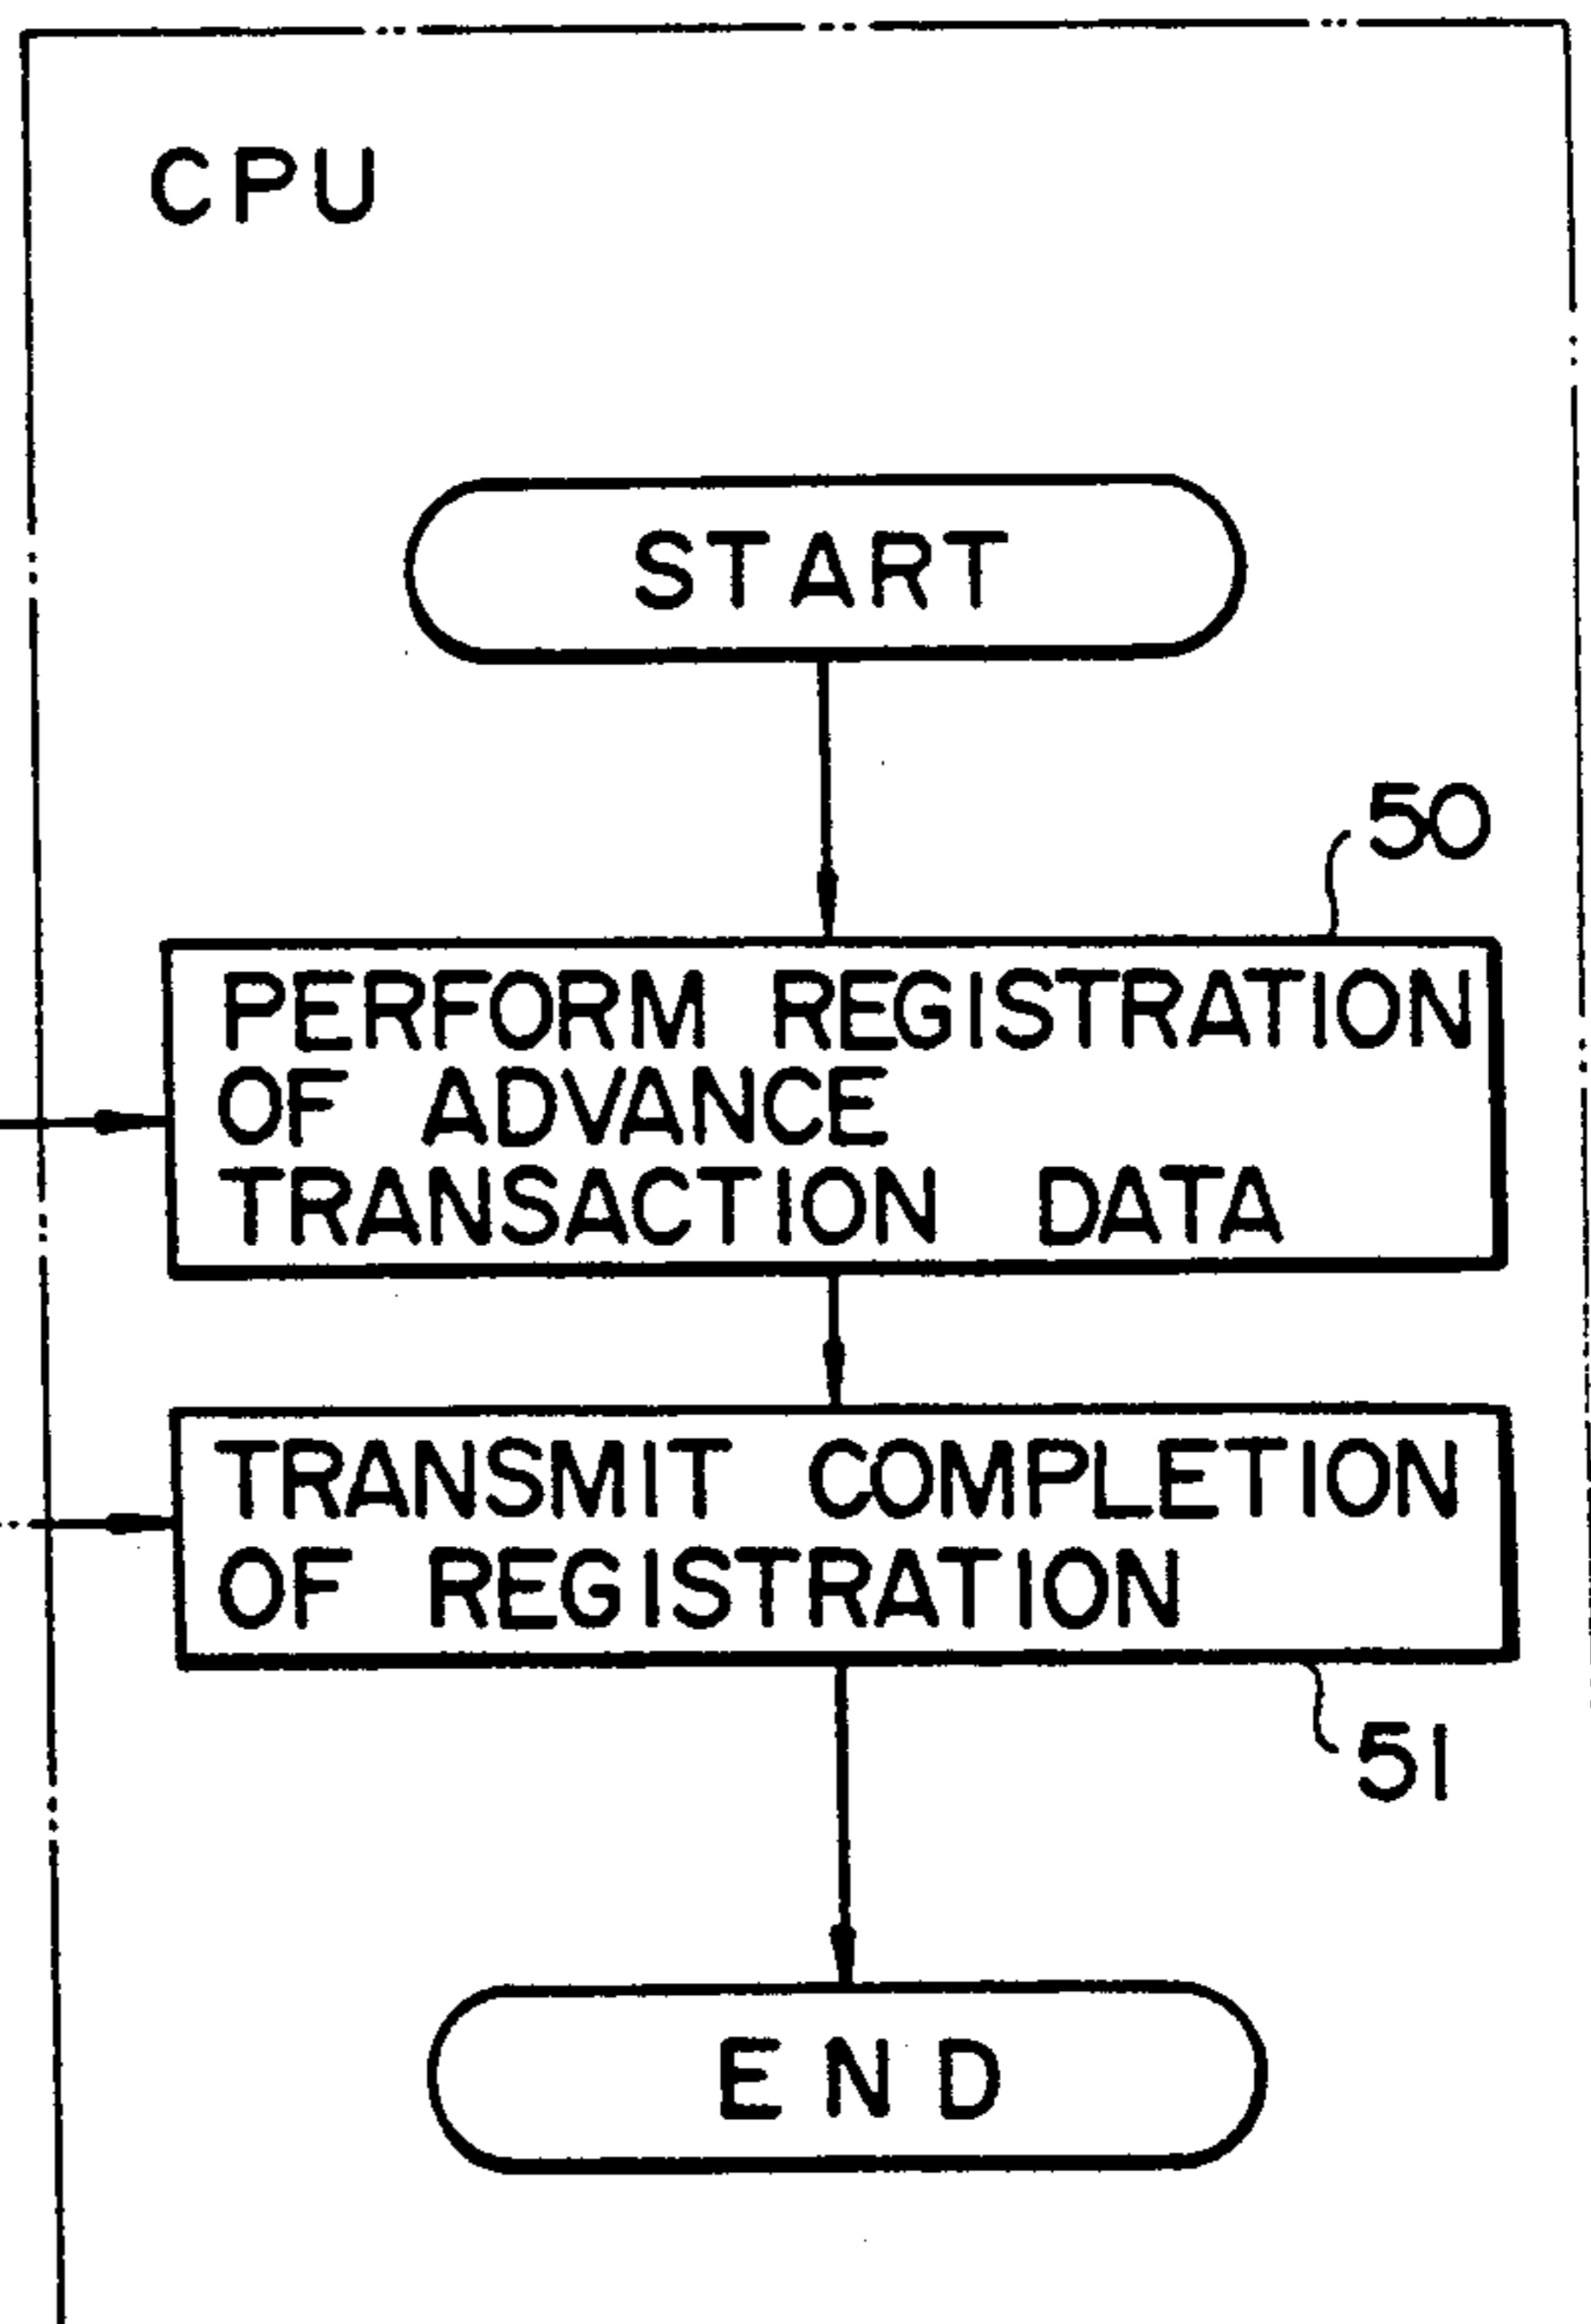 CPU
START
50
PERFORM REGISTRATION
OF ADVANCE
TRANSACTION DATA
TRANSMIT COMPLETION
OF REGISTRATION
51
END